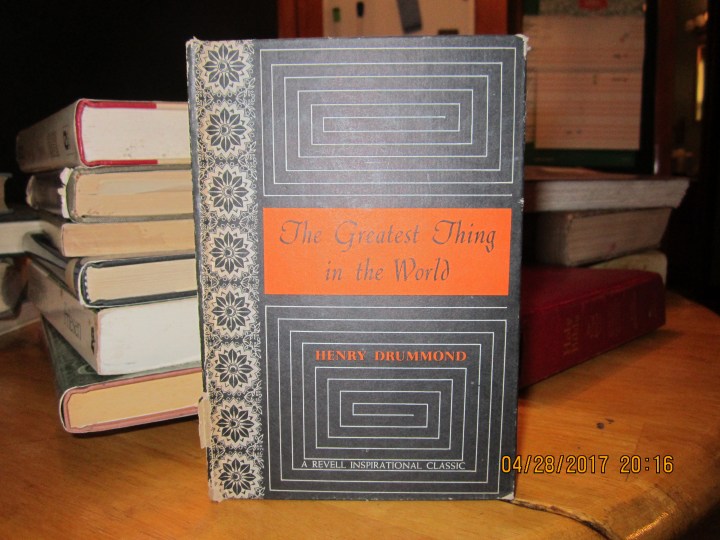 The Greatest Thing
in the World
HENRY DRUMMOND
A REVELL INSPIRATIONAL CLASSIC
04/28/2017 20:16